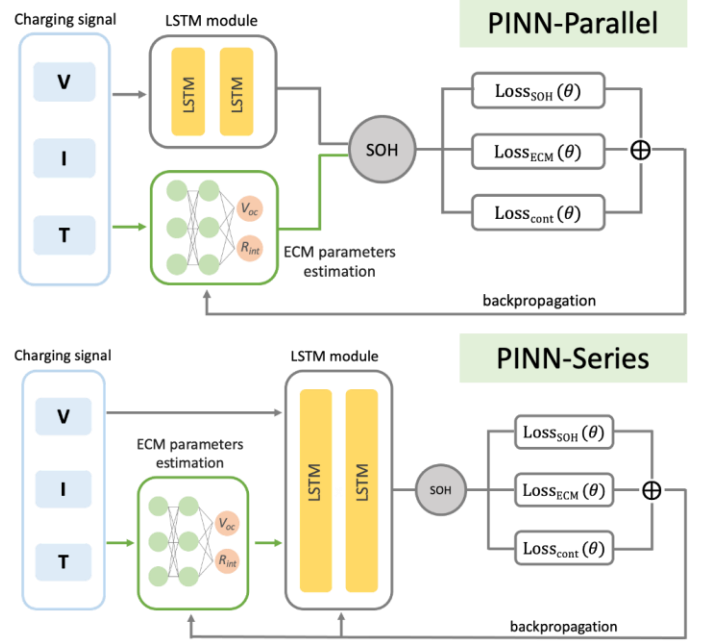 Charging signal
LSTM module
PINN-Parallel
V
I
T
LSTM
LSTM
V_oc
R_int
ECM parameters
estimation
SOH
Loss_SOH(θ)
Loss_ECM(θ)
Loss_cont(θ)
⊕
backpropagation
Charging signal
LSTM module
PINN-Series
V
I
T
ECM parameters
estimation
V_oc
R_int
LSTM
LSTM
SOH
Loss_SOH(θ)
Loss_ECM(θ)
Loss_cont(θ)
⊕
backpropagation